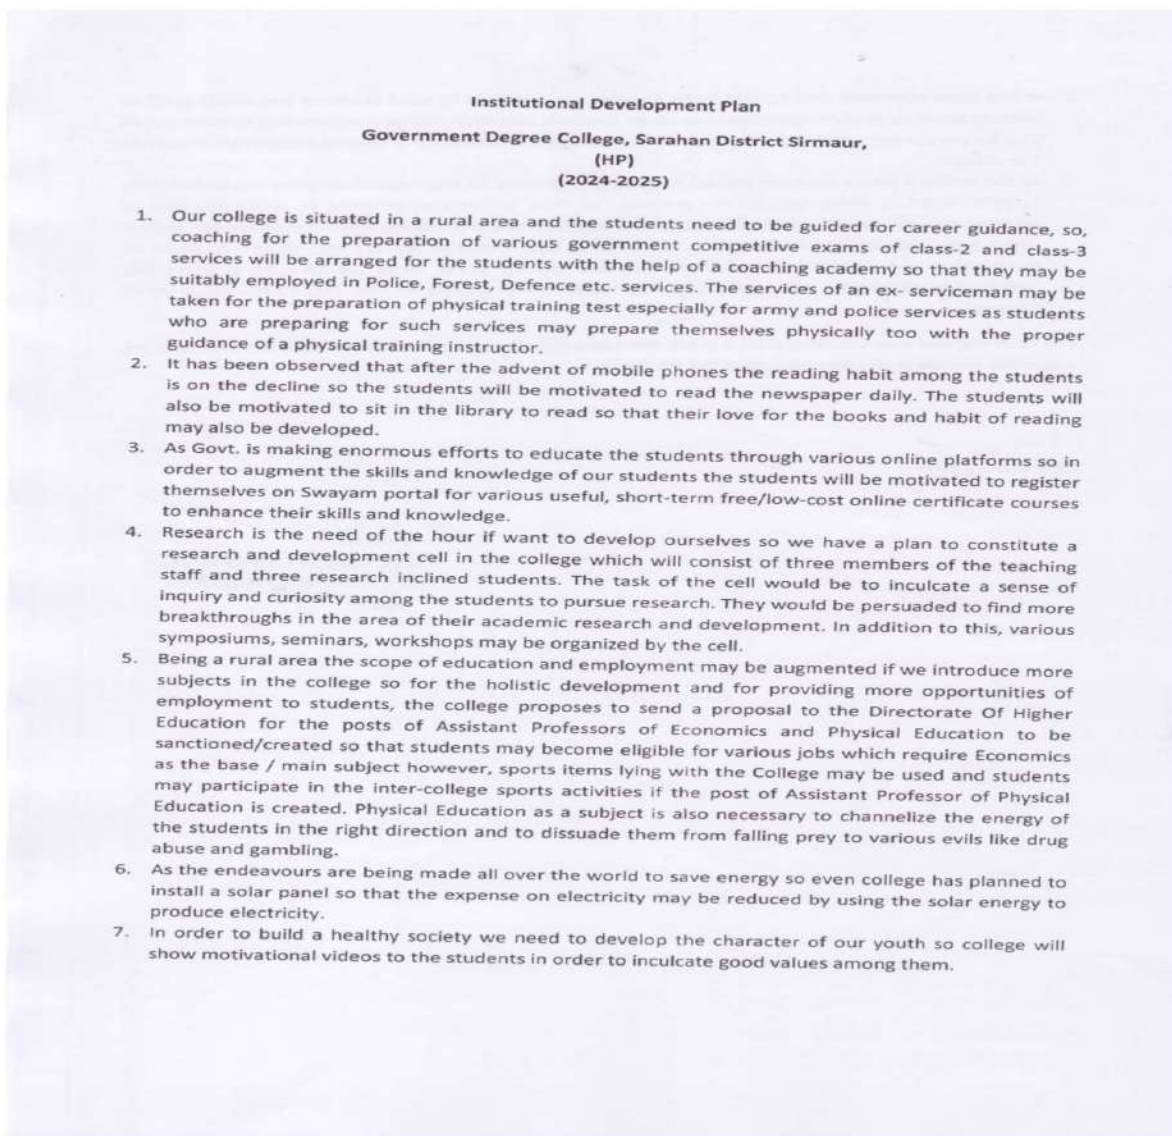 Institutional Development Plan
Government Degree College, Sarahan District Sirmaur,
(HP)
(2024-2025)
1. Our college is situated in a rural area and the students need to be guided for career guidance, so,
coaching for the preparation of various government competitive exams of class-2 and class-3
services will be arranged for the students with the help of a coaching academy so that they may be
suitably employed in Police, Forest, Defence etc. services. The services of an ex- serviceman may be
taken for the preparation of physical training test especially for army and police services as students
who are preparing for such services may prepare themselves physically too with the proper
guidance of a physical training instructor.
2. It has been observed that after the advent of mobile phones the reading habit among the students
is on the decline so the students will be motivated to read the newspaper daily. The students will
also be motivated to sit in the library to read so that their love for the books and habit of reading
may also be developed.
3. As Govt. is making enormous efforts to educate the students through various online platforms so in
order to augment the skills and knowledge of our students the students will be motivated to register
themselves on Swayam portal for various useful, short-term free/low-cost online certificate courses
to enhance their skills and knowledge.
4. Research is the need of the hour if want to develop ourselves so we have a plan to constitute a
research and development cell in the college which will consist of three members of the teaching
staff and three research inclined students. The task of the cell would be to inculcate a sense of
inquiry and curiosity among the students to pursue research. They would be persuaded to find more
breakthroughs in the area of their academic research and development. In addition to this, various
symposiums, seminars, workshops may be organized by the cell.
5. Being a rural area the scope of education and employment may be augmented if we introduce more
subjects in the college so for the holistic development and for providing more opportunities of
employment to students, the college proposes to send a proposal to the Directorate Of Higher
Education for the posts of Assistant Professors of Economics and Physical Education to be
sanctioned/created so that students may become eligible for various jobs which require Economics
as the base / main subject however, sports items lying with the College may be used and students
may participate in the inter-college sports activities if the post of Assistant Professor of Physical
Education is created. Physical Education as a subject is also necessary to channelize the energy of
the students in the right direction and to dissuade them from falling prey to various evils like drug
abuse and gambling.
6. As the endeavours are being made all over the world to save energy so even college has planned to
install a solar panel so that the expense on electricity may be reduced by using the solar energy to
produce electricity.
7. In order to build a healthy society we need to develop the character of our youth so college will
show motivational videos to the students in order to inculcate good values among them.